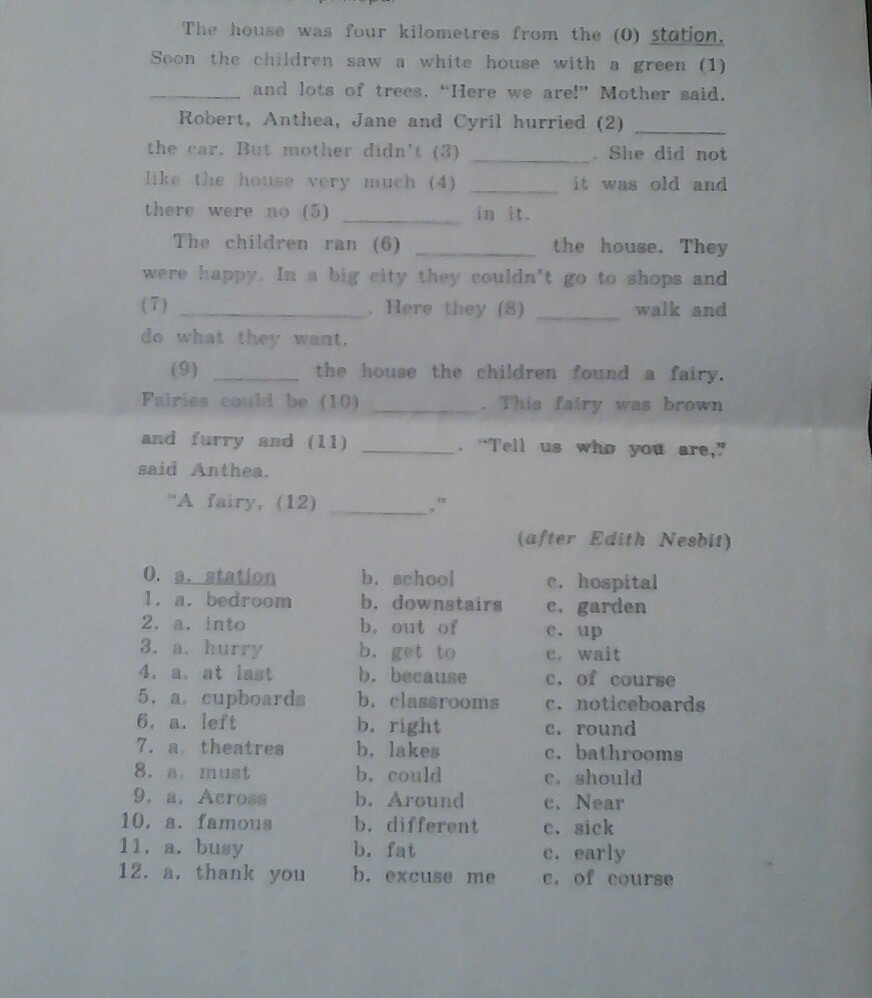 The house was four kilometres from the (0) station.
Soon the children saw a white house with a green (1)
________ and lots of trees. “Here we are!” Mother said.
Robert, Anthea, Jane and Cyril hurried (2) ________
the car. But mother didn't (3) __________. She did not
like the house very much (4) ________ it was old and
there were no (5) __________ in it.
The children ran (6) __________ the house. They
were happy. In a big city they couldn't go to shops and
(7) ________________. Here they (8) _______ walk and
do what they want.
(9) _______ the house the children found a fairy.
Fairies could be (10) _________. This fairy was brown
and furry and (11) ________. “Tell us who you are,”
said Anthea.
“A fairy, (12) ________.”
(after Edith Nesbit)
0. a. station b. school c. hospital
1. a. bedroom b. downstairs c. garden
2. a. into b. out of c. up
3. a. hurry b. get to c. wait
4. a. at last b. because c. of course
5. a. cupboards b. classrooms c. noticeboards
6. a. left b. right c. round
7. a. theatres b. lakes c. bathrooms
8. a. must b. could c. should
9. a. Across b. Around c. Near
10. a. famous b. different c. sick
11. a. busy b. fat c. early
12. a. thank you b. excuse me c. of course